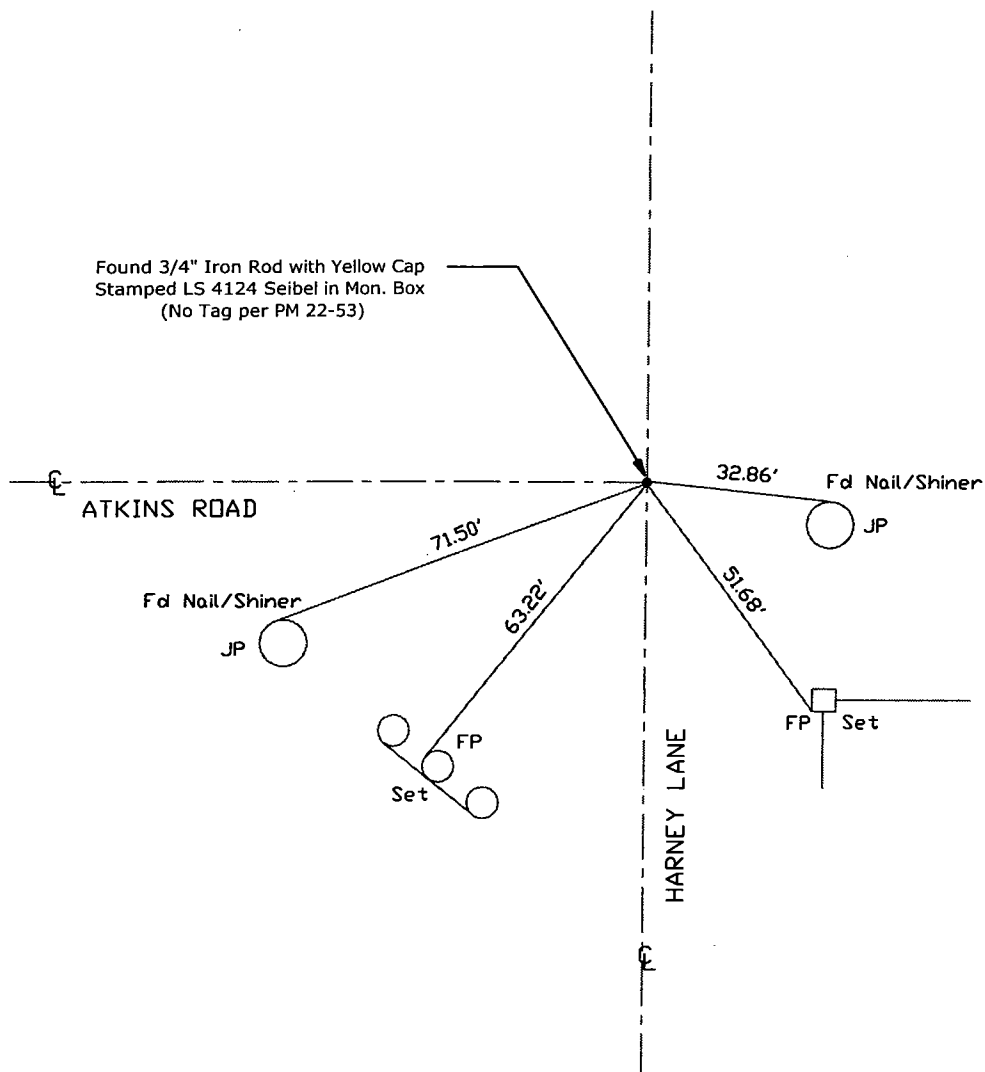 Found 3/4" Iron Rod with Yellow Cap
Stamped LS 4124 Seibel in Mon. Box
(No Tag per PM 22-53)
32.86'
Fd Nail/Shiner
JP
℄
ATKINS ROAD
71.50'
63.22'
51.68'
Fd Nail/Shiner
JP
FP
Set
FP
Set
HARNEY LANE
℄